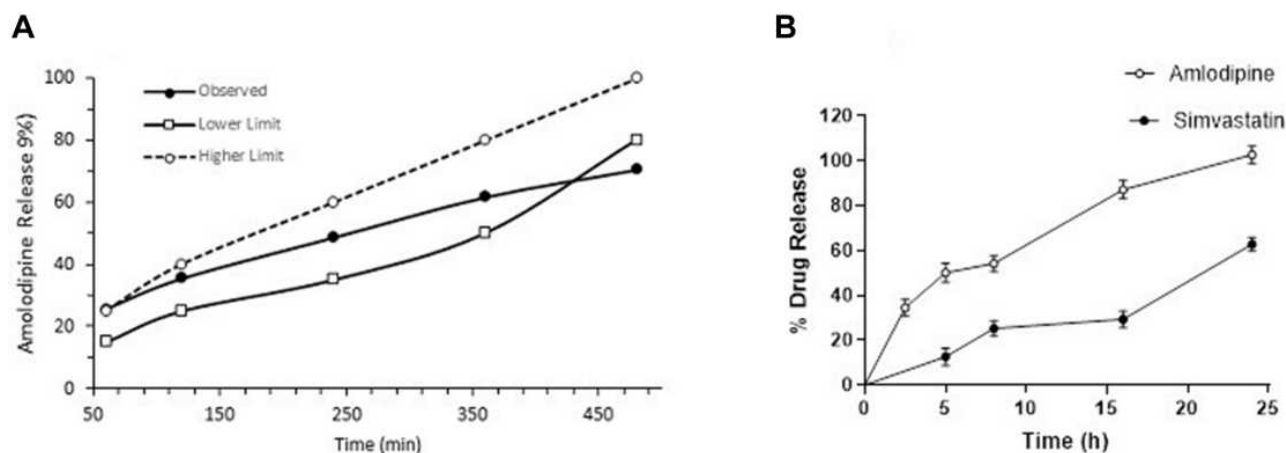 A
Amolodipine Release 9%)
100
80
60
40
20
0
Observed
Lower Limit
Higher Limit
50
150
250
350
450
Time (min)
B
Amlodipine
Simvastatin
% Drug Release
120
100
80
60
40
20
0
0
5
10
15
20
25
Time (h)